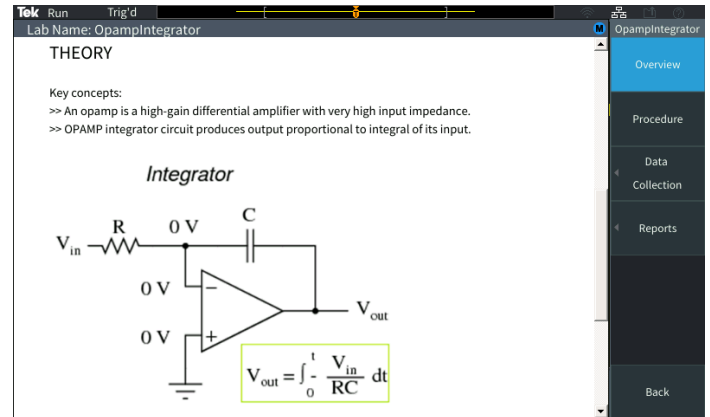 Tek Run Trig'd
Lab Name: OpampIntegrator
M
OpampIntegrator
THEORY
Key concepts:
>> An opamp is a high-gain differential amplifier with very high input impedance.
>> OPAMP integrator circuit produces output proportional to integral of its input.
Integrator
R 0 V C
Vin
0 V
−
Vout
0 V
+
Vout = ∫ 0 t - Vin / RC dt
Overview
Procedure
Data
Collection
Reports
Back